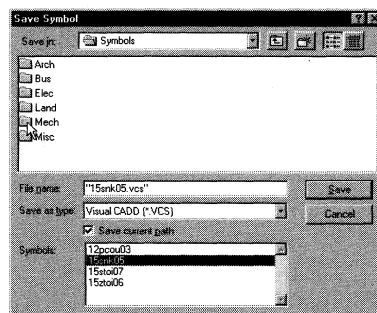 Save Symbol
Save in: Symbols
Arch
Bus
Elec
Land
Mech
Misc
File name: "15snk05.vcs" Save
Save as type: Visual CADD (*.VCS) Cancel
Save current path
Symbols: 12pcou03
15snk05
15stoi07
15ztoi06